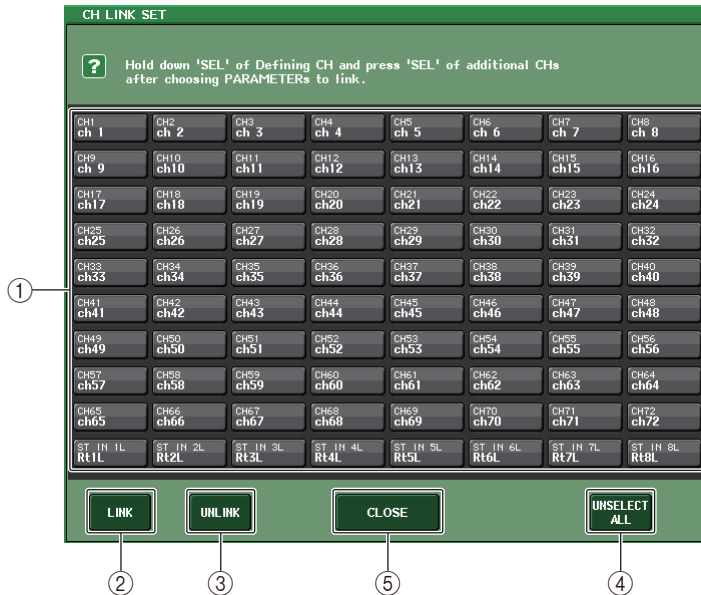 CH LINK SET
?
Hold down 'SEL' of Defining CH and press 'SEL' of additional CHs
after choosing PARAMETERs to link.
CH1 CH2 CH3 CH4 CH5 CH6 CH7 CH8
ch 1 ch 2 ch 3 ch 4 ch 5 ch 6 ch 7 ch 8
CH9 CH10 CH11 CH12 CH13 CH14 CH15 CH16
ch 9 ch10 ch11 ch12 ch13 ch14 ch15 ch16
CH17 CH18 CH19 CH20 CH21 CH22 CH23 CH24
ch17 ch18 ch19 ch20 ch21 ch22 ch23 ch24
CH25 CH26 CH27 CH28 CH29 CH30 CH31 CH32
ch25 ch26 ch27 ch28 ch29 ch30 ch31 ch32
CH33 CH34 CH35 CH36 CH37 CH38 CH39 CH40
ch33 ch34 ch35 ch36 ch37 ch38 ch39 ch40
①
CH41 CH42 CH43 CH44 CH45 CH46 CH47 CH48
ch41 ch42 ch43 ch44 ch45 ch46 ch47 ch48
CH49 CH50 CH51 CH52 CH53 CH54 CH55 CH56
ch49 ch50 ch51 ch52 ch53 ch54 ch55 ch56
CH57 CH58 CH59 CH60 CH61 CH62 CH63 CH64
ch57 ch58 ch59 ch60 ch61 ch62 ch63 ch64
CH65 CH66 CH67 CH68 CH69 CH70 CH71 CH72
ch65 ch66 ch67 ch68 ch69 ch70 ch71 ch72
ST IN 1L ST IN 2L ST IN 3L ST IN 4L ST IN 5L ST IN 6L ST IN 7L ST IN 8L
Rt1L Rt2L Rt3L Rt4L Rt5L Rt6L Rt7L Rt8L
LINK UNLINK CLOSE UNSELECT
ALL
② ③ ⑤ ④